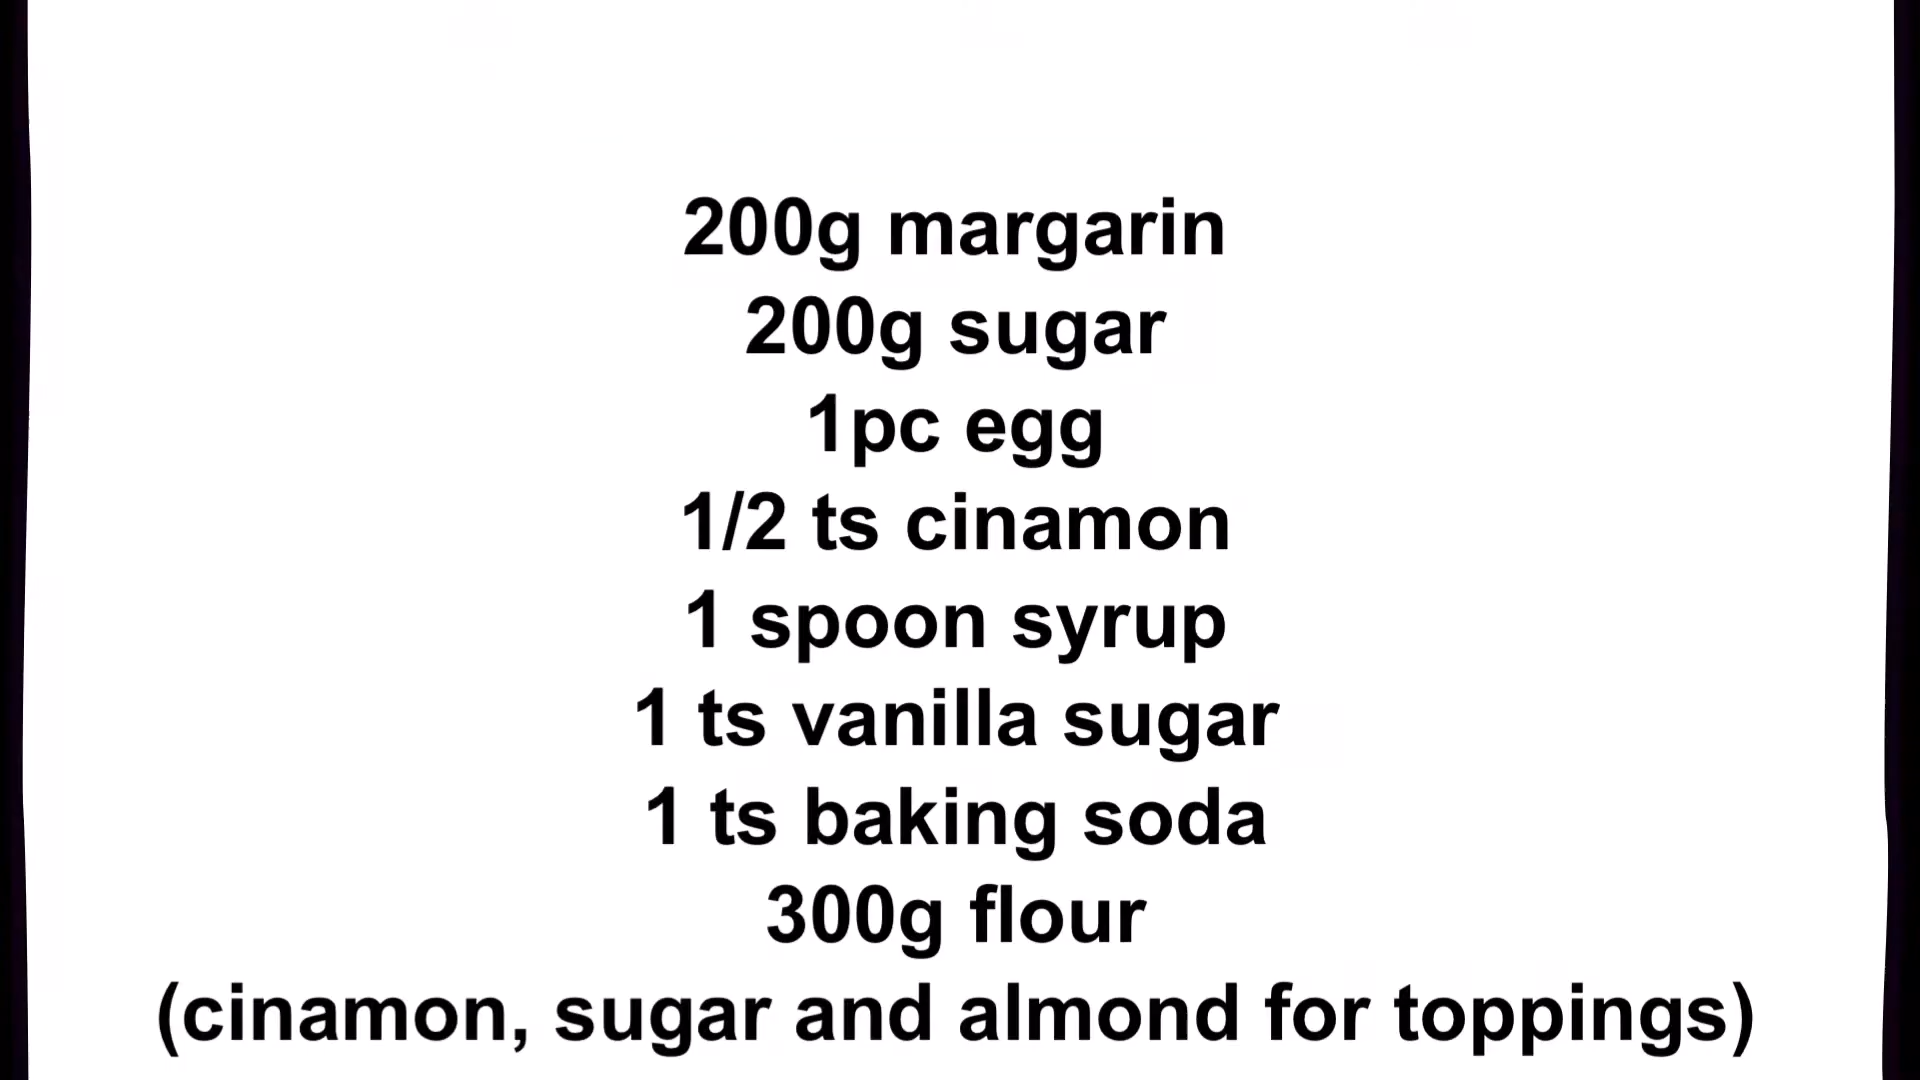 200g margarin
200g sugar
1pc egg
1/2 ts cinamon
1 spoon syrup
1 ts vanilla sugar
1 ts baking soda
300g flour
(cinamon, sugar and almond for toppings)